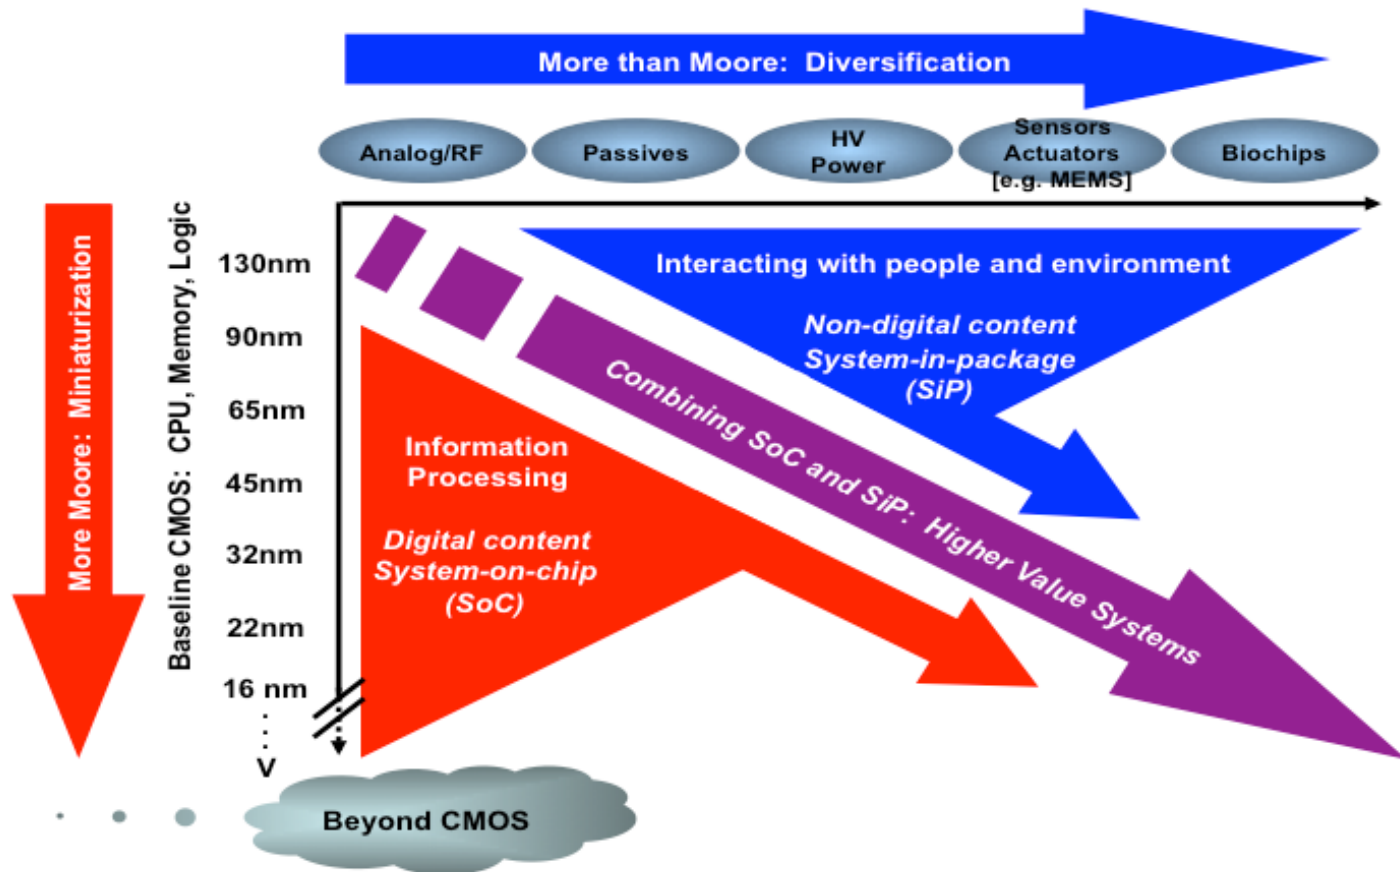 More than Moore:  Diversification
Analog/RF
Passives
HV
Power
Sensors
Actuators
[e.g. MEMS]
Biochips
More Moore:  Miniaturization
Baseline CMOS:  CPU, Memory, Logic
130nm
90nm
65nm
45nm
32nm
22nm
16 nm
V
Interacting with people and environment
Non-digital content
System-in-package
(SiP)
Combining SoC and SiP:  Higher Value Systems
Information
Processing
Digital content
System-on-chip
(SoC)
Beyond CMOS